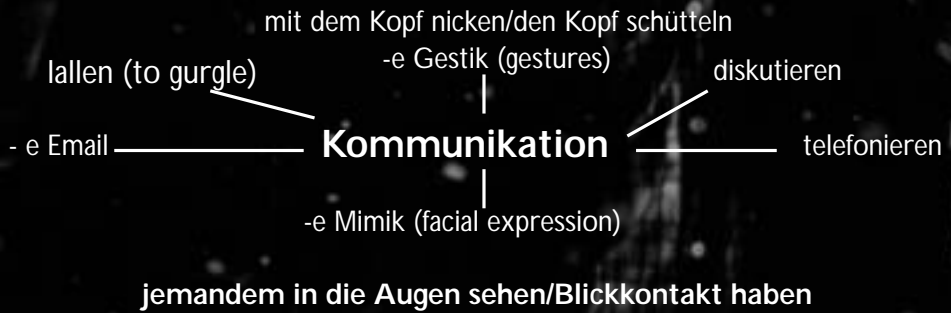 mit dem Kopf nicken/den Kopf schütteln
-e Gestik (gestures)
lallen (to gurgle)
diskutieren
- e Email
Kommunikation
telefonieren
-e Mimik (facial expression)
jemandem in die Augen sehen/Blickkontakt haben